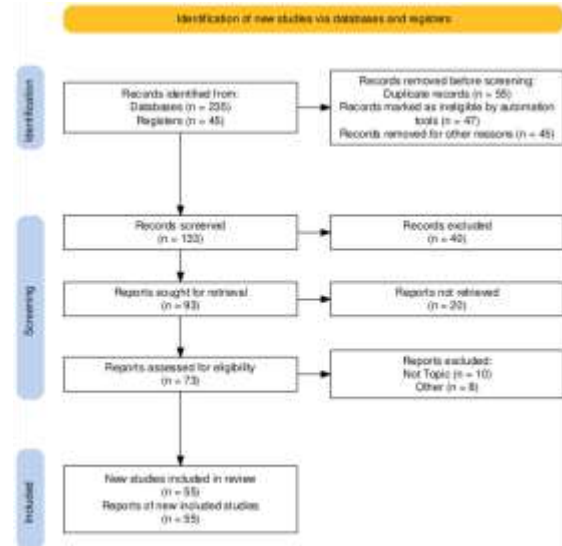 Identification of new studies via databases and registers
Identification
Records identified from:
Databases (n = 235)
Registers (n = 45)
Records removed before screening:
Duplicate records (n = 55)
Records marked as ineligible by automation
tools (n = 47)
Records removed for other reasons (n = 45)
Screening
Records screened
(n = 133)
Records excluded
(n = 40)
Reports sought for retrieval
(n = 93)
Reports not retrieved
(n = 20)
Reports assessed for eligibility
(n = 73)
Reports excluded:
Not Topic (n = 10)
Other (n = 8)
Included
New studies included in review
(n = 55)
Reports of new included studies
(n = 55)